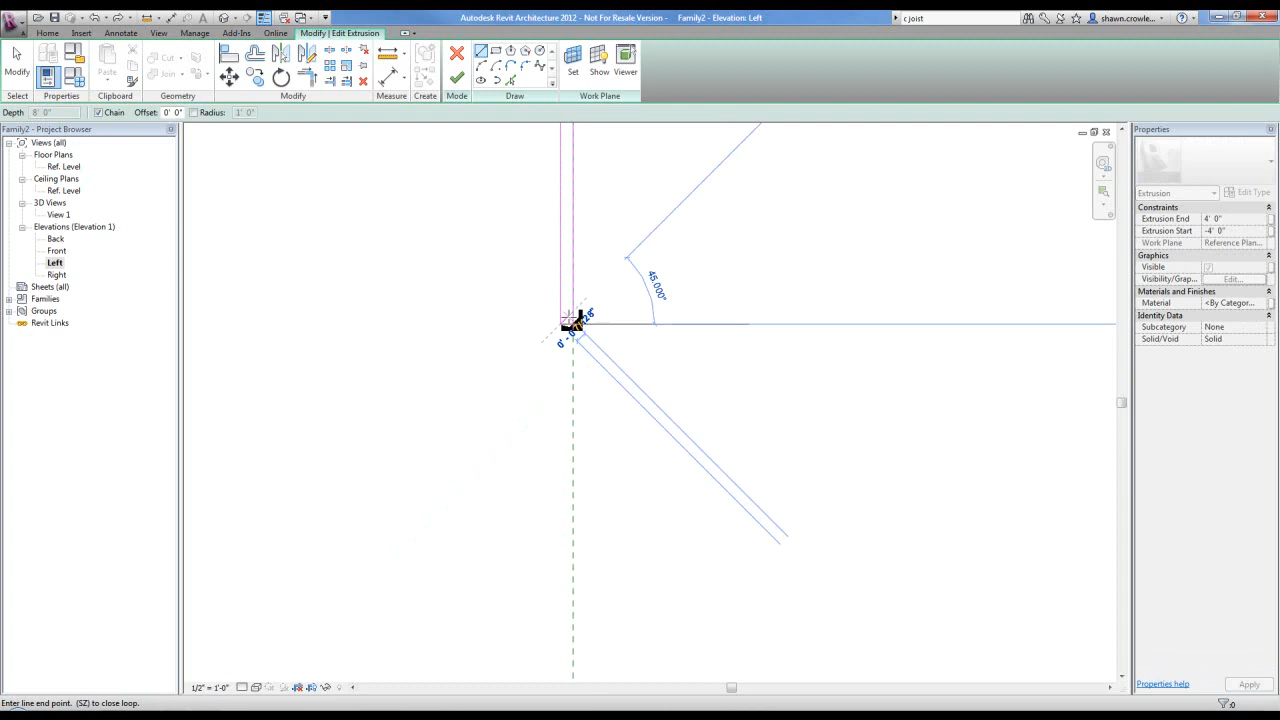 Autodesk Revit Architecture 2012 - Not For Resale Version - Family2 - Elevation: Left
cjoist
shawn.crowle...
Home Insert Annotate View Manage Add-Ins Online Modify | Edit Extrusion
Modify Paste Cut Join Set Show Viewer
Select Properties Clipboard Geometry Modify Measure Create Mode Draw Work Plane
Depth 8' 0" Chain Offset: 0' 0" Radius: 1' 0"
Family2 - Project Browser
Views (all)
Floor Plans
Ref. Level
Ceiling Plans
Ref. Level
3D Views
View 1
Elevations (Elevation 1)
Back
Front
Left
Right
Sheets (all)
Families
Groups
Revit Links
45.000°
Properties
Extrusion Edit Type
Constraints
Extrusion End 4' 0"
Extrusion Start -4' 0"
Work Plane Reference Plan...
Graphics
Visible
Visibility/Grap... Edit...
Materials and Finishes
Material <By Categor...
Identity Data
Subcategory None
Solid/Void Solid
Properties help Apply
1/2" = 1'-0"
Enter line end point. (SZ) to close loop.
:0